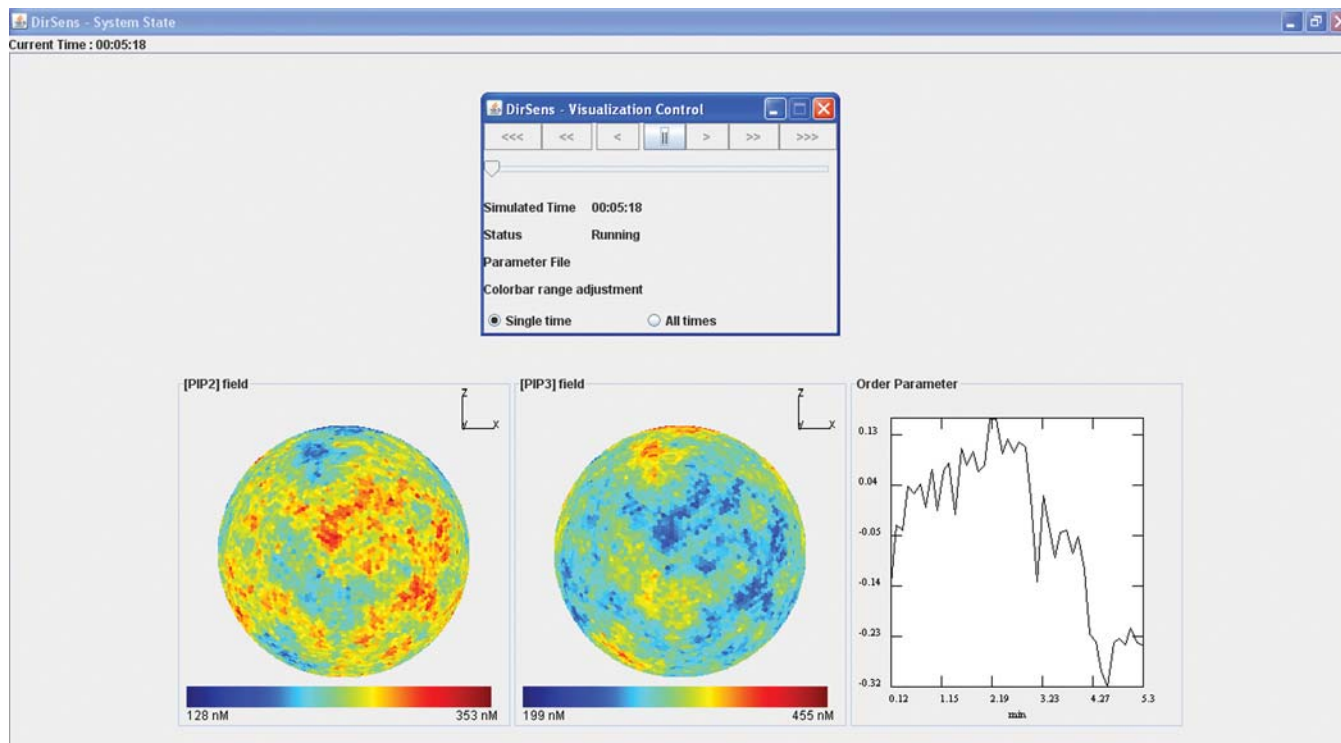 DirSens - System State
Current Time : 00:05:18
DirSens - Visualization Control
<<< << < || > >> >>>
Simulated Time 00:05:18
Status Running
Parameter File
Colorbar range adjustment
Single time All times
[PIP2] field
z
y x
128 nM 353 nM
[PIP3] field
z
y x
199 nM 455 nM
Order Parameter
0.13
0.04
-0.05
-0.14
-0.23
-0.32
0.12 1.15 2.19 3.23 4.27 5.3
min